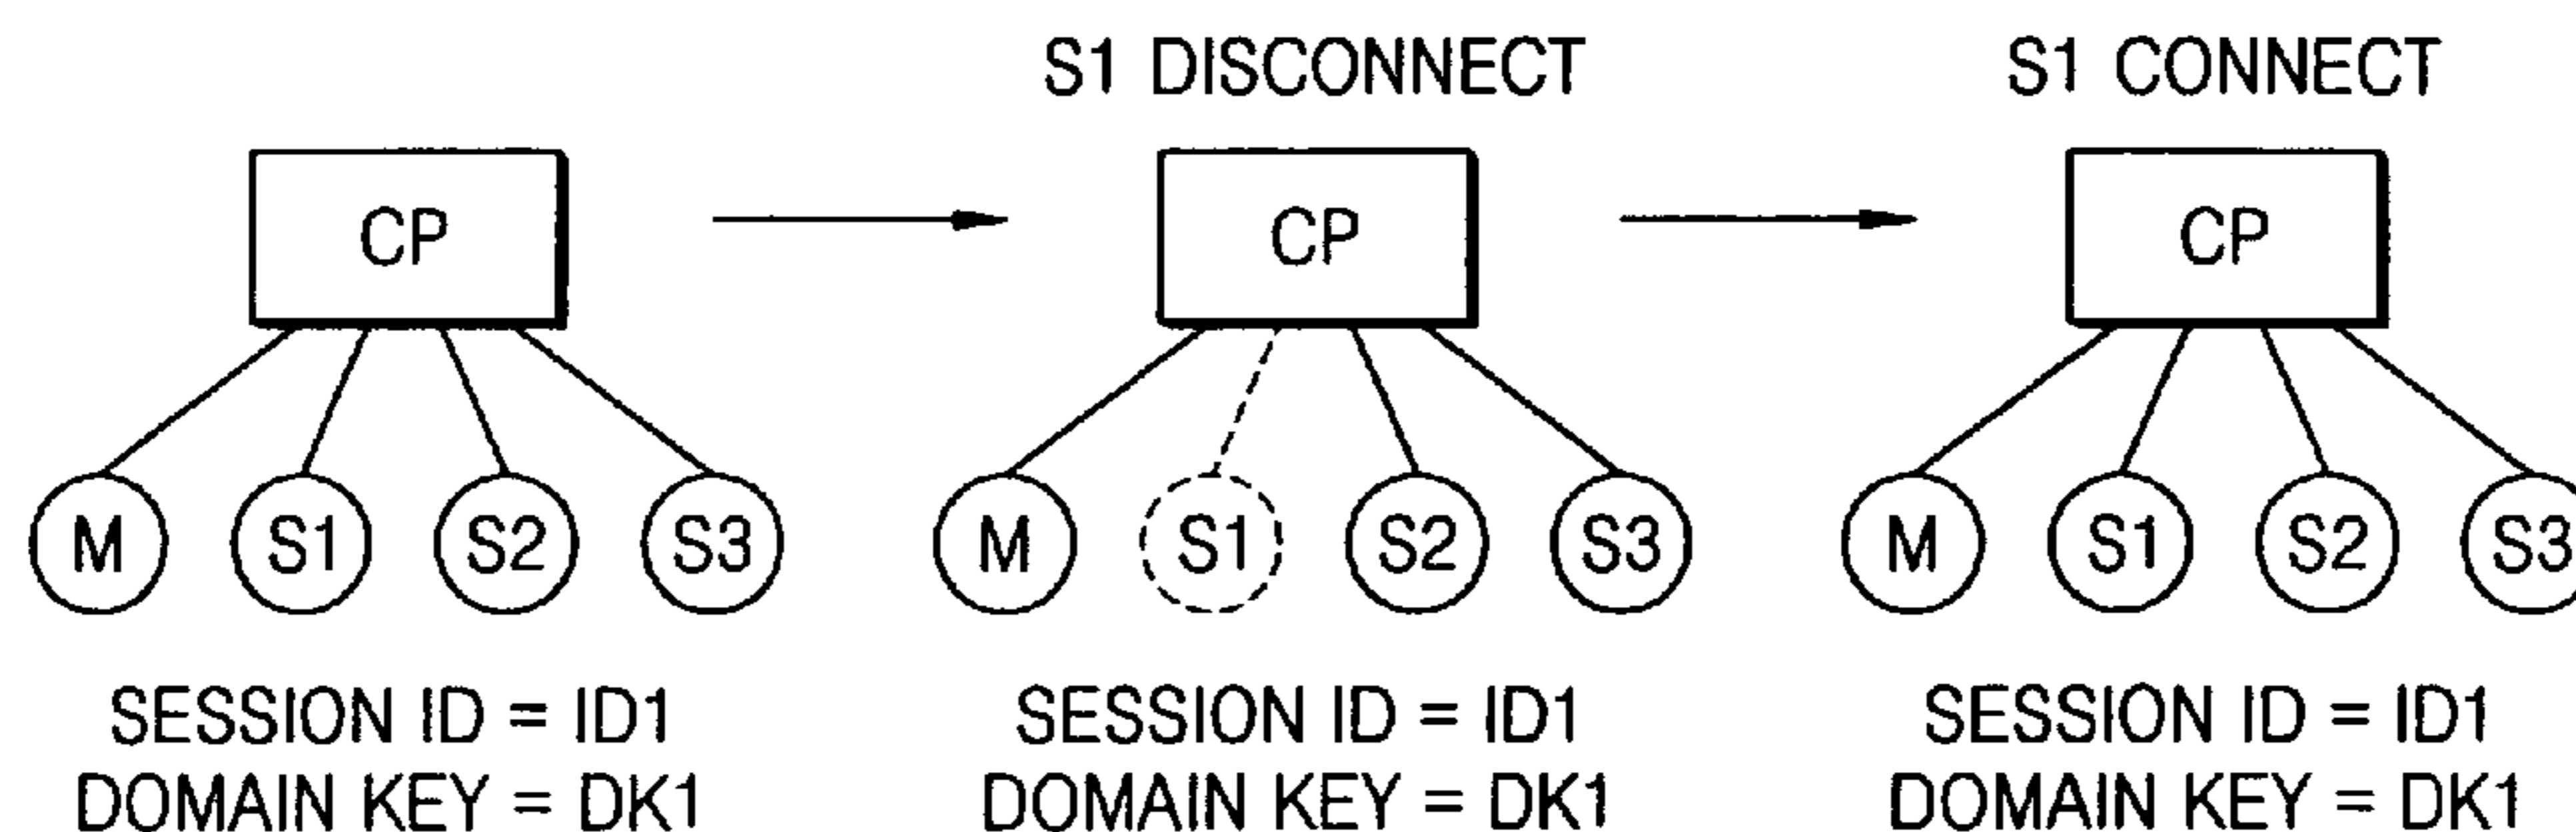 S1 DISCONNECT
S1 CONNECT
CP
CP
CP
M S1 S2 S3
M S1 S2 S3
M S1 S2 S3
SESSION ID = ID1
DOMAIN KEY = DK1
SESSION ID = ID1
DOMAIN KEY = DK1
SESSION ID = ID1
DOMAIN KEY = DK1